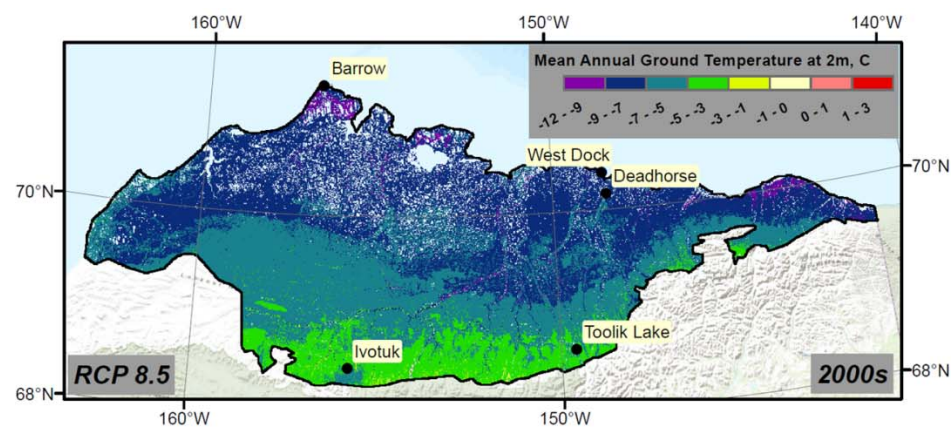 160°W
150°W
140°W
Mean Annual Ground Temperature at 2m, C
-12 - -9
-9 - -7
-7 - -5
-5 - -3
-3 - -1
-1 - 0
0 - 1
1 - 3
Barrow
West Dock
Deadhorse
70°N
70°N
Toolik Lake
Ivotuk
RCP 8.5
2000s
68°N
68°N
160°W
150°W